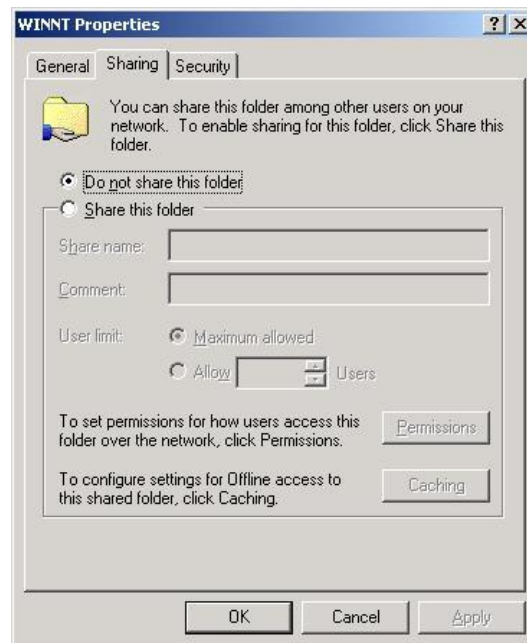 WINNT Properties
? ×
General Sharing Security
You can share this folder among other users on your
network. To enable sharing for this folder, click Share this
folder.
Do not share this folder
Share this folder
Share name:
Comment:
User limit: Maximum allowed
Allow Users
To set permissions for how users access this
folder over the network, click Permissions.
Permissions
To configure settings for Offline access to
this shared folder, click Caching.
Caching
OK Cancel Apply